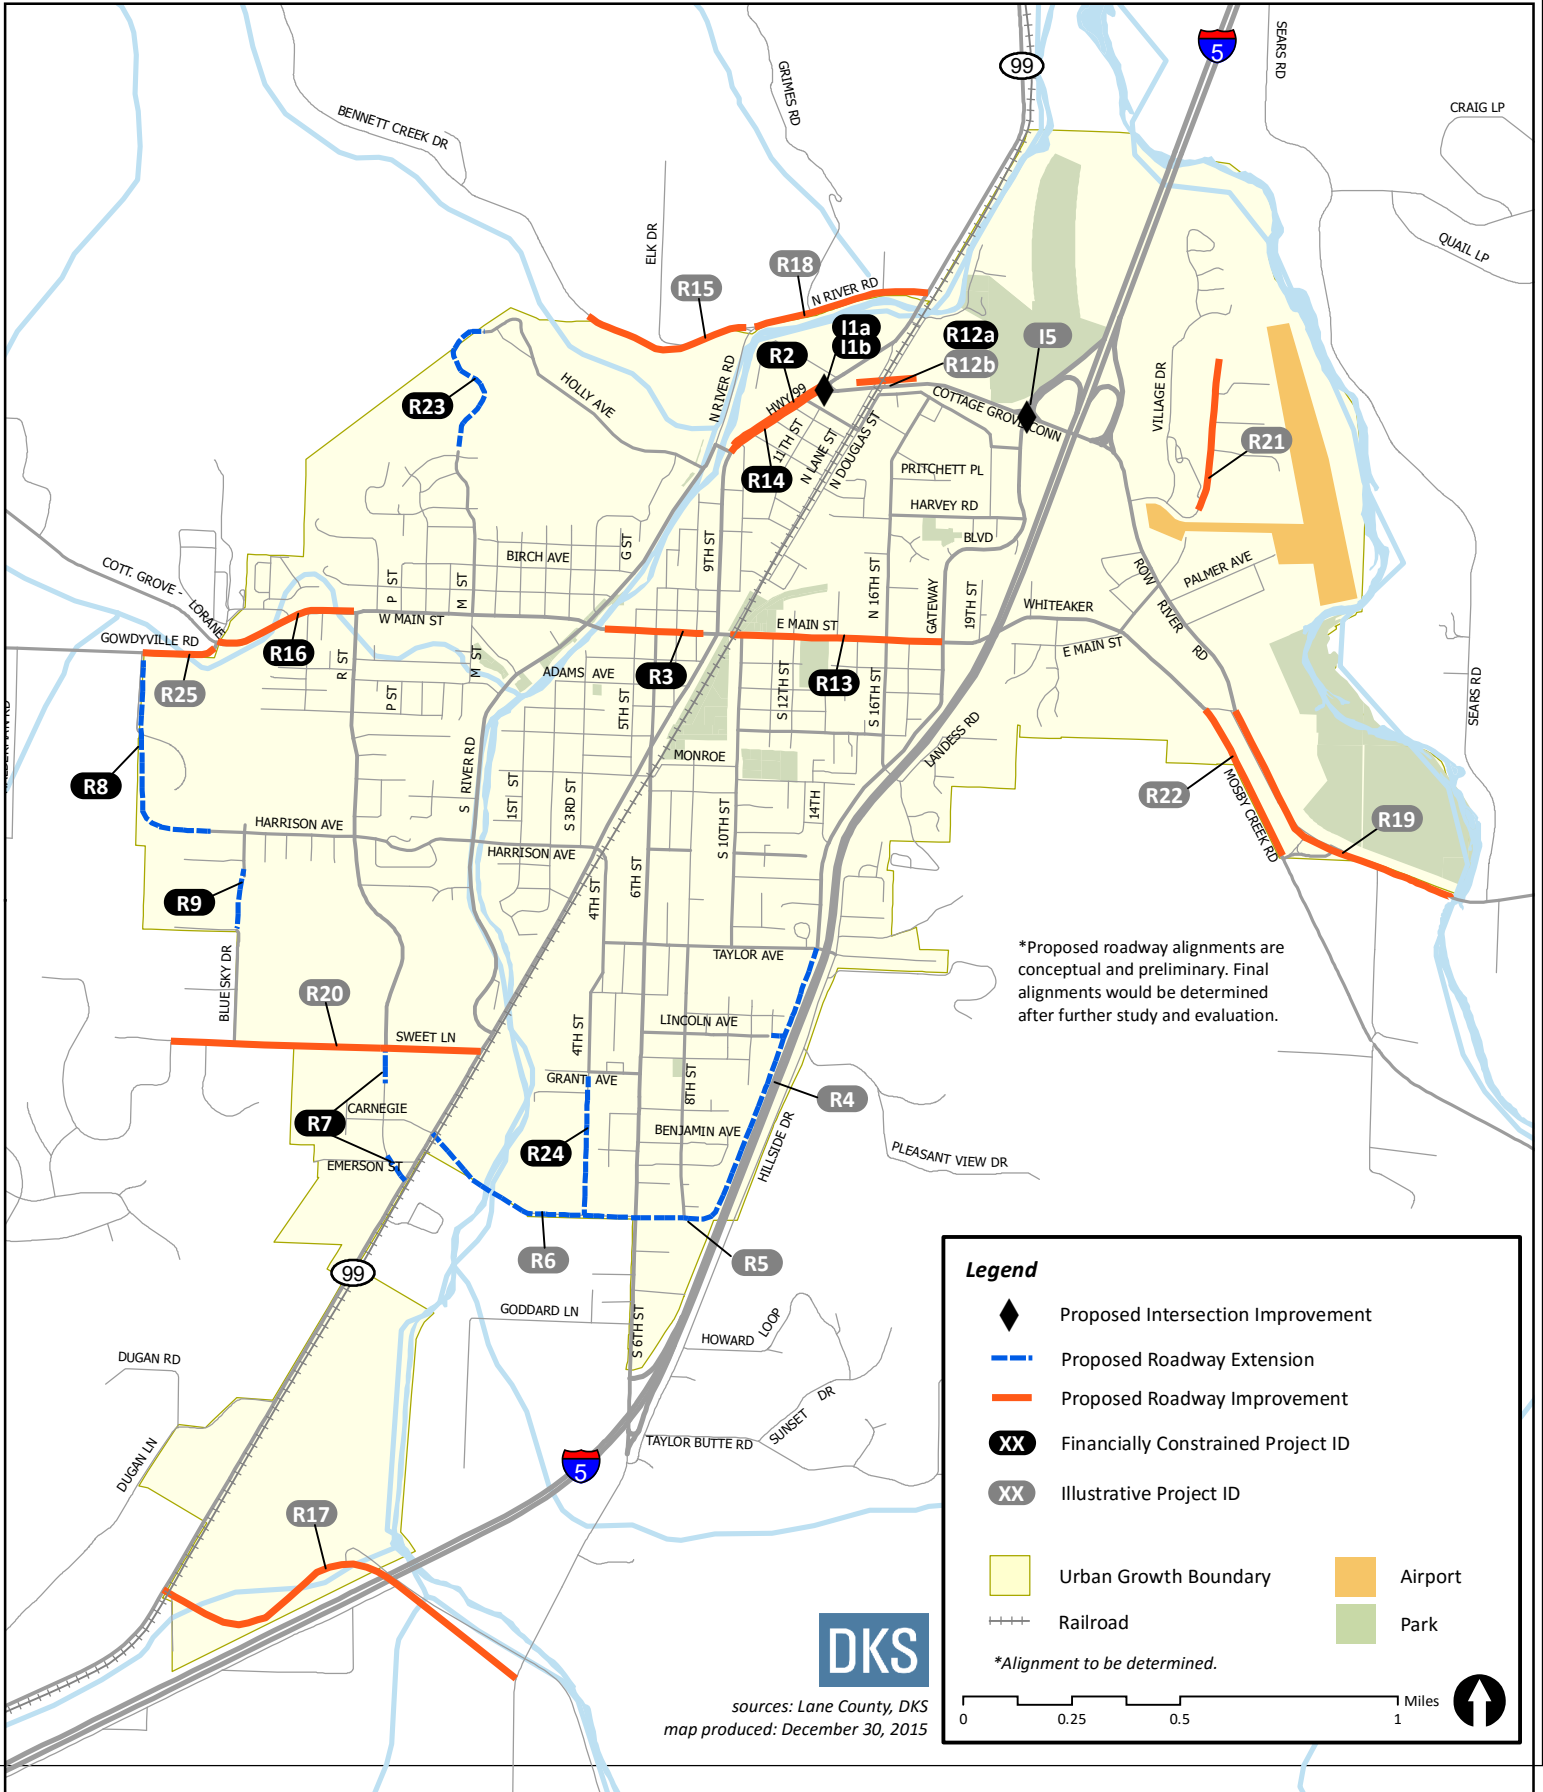 5
SEARS RD
99
GRIMES RD
CRAIG LP
BENNETT CREEK DR
ELK DR
QUAIL LP
R18
R15
N RIVER RD
I1a
I1b
R12a
I5
R2
R12b
VILLAGE DR
N RIVER RD
HOLLY AVE
HWY 99
COTTAGE GROVE CONN
R23
11TH ST
N LANE ST
N DOUGLAS ST
R21
R14
PRITCHETT PL
HARVEY RD
BLVD
9TH ST
G ST
BIRCH AVE
COTT. GROVE - LORANE
P ST
M ST
N 16TH ST
GATEWAY
19TH ST
ROW RIVER RD
PALMER AVE
WHITEAKER
W MAIN ST
E MAIN ST
E MAIN ST
GOWDYVILLE RD
R16
R ST
M ST
ADAMS AVE
R3
R13
R25
P ST
5TH ST
S 12TH ST
S 16TH ST
SEARS RD
LANDESS RD
MONROE
S RIVER RD
R8
R22
MOSBY CREEK RD
1ST ST
S 3RD ST
S 10TH ST
14TH
R19
HARRISON AVE
HARRISON AVE
R9
4TH ST
6TH ST
BLUE SKY DR
TAYLOR AVE
*Proposed roadway alignments are
conceptual and preliminary. Final
alignments would be determined
after further study and evaluation.
R20
SWEET LN
LINCOLN AVE
4TH ST
GRANT AVE
8TH ST
R4
CARNEGIE
R7
BENJAMIN AVE
HILLSIDE DR
R24
EMERSON ST
PLEASANT VIEW DR
R6
R5
99
GODDARD LN
S 6TH ST
HOWARD LOOP
DUGAN RD
SUNSET DR
TAYLOR BUTTE RD
DUGAN LN
5
R17
Legend
Proposed Intersection Improvement
Proposed Roadway Extension
Proposed Roadway Improvement
XX Financially Constrained Project ID
XX Illustrative Project ID
Urban Growth Boundary
Airport
Railroad
Park
*Alignment to be determined.
Miles
0 0.25 0.5 1
DKS
sources: Lane County, DKS
map produced: December 30, 2015